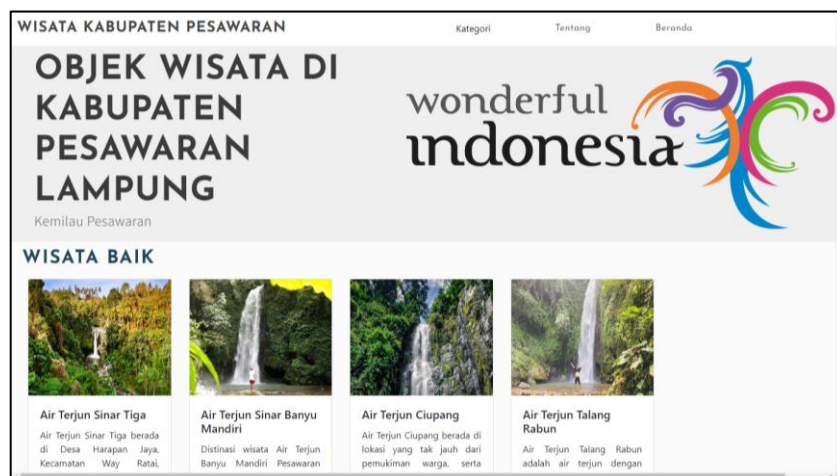 WISATA KABUPATEN PESAWARAN
Kategori
Tentang
Beranda
OBJEK WISATA DI
KABUPATEN
PESAWARAN
LAMPUNG
Kemilau Pesawaran
wonderful
indonesia
WISATA BAIK
Air Terjun Sinar Tiga
Air Terjun Sinar Tiga berada
di Desa Harapan Jaya,
Kecamatan Way Ratai,
Air Terjun Sinar Banyu
Mandiri
Distinasi wisata Air Terjun
Banyu Mandiri Pesawaran
Air Terjun Ciupang
Air Terjun Ciupang berada di
lokasi yang tak jauh dari
pemukiman warga, serta
Air Terjun Talang
Rabun
Air Terjun Talang Rabun
adalah air terjun dengan